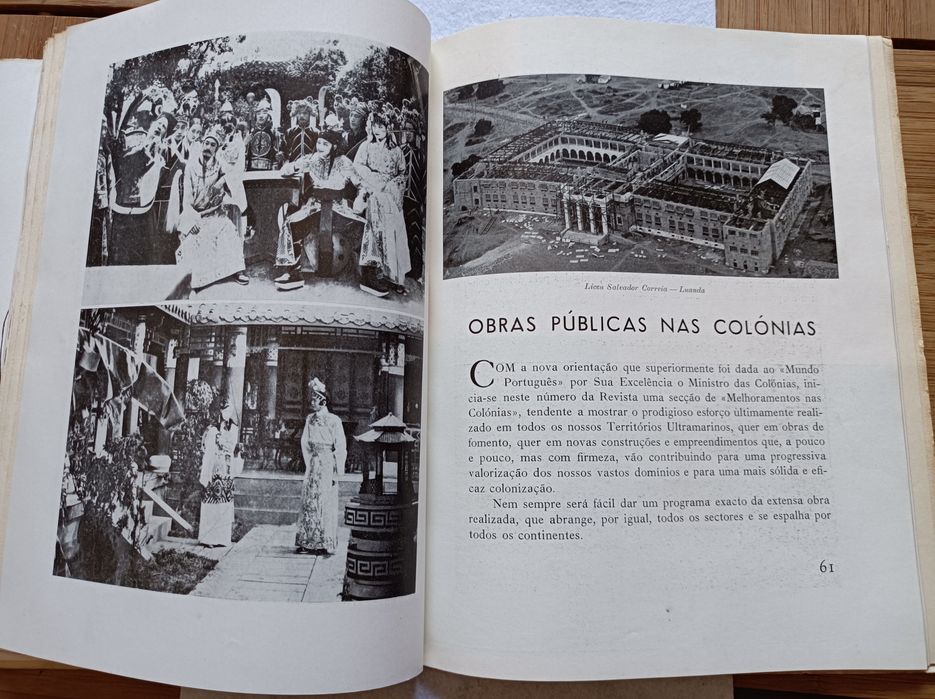 Liceu Salvador Correia — Luanda
OBRAS PÚBLICAS NAS COLÓNIAS
COM a nova orientação que superiormente foi dada ao «Mundo
Português» por Sua Excelência o Ministro das Colónias, ini-
cia-se neste número da Revista uma secção de «Melhoramentos nas
Colónias», tendente a mostrar o prodigioso esforço ùltimamente reali-
zado em todos os nossos Territórios Ultramarinos, quer em obras de
fomento, quer em novas construções e empreendimentos que, a pouco
e pouco, mas com firmeza, vão contribuindo para uma progressiva
valorização dos nossos vastos domínios e para uma mais sólida e efi-
caz colonização.
Nem sempre será fácil dar um programa exacto da extensa obra
realizada, que abrange, por igual, todos os sectores e se espalha por
todos os continentes.
61